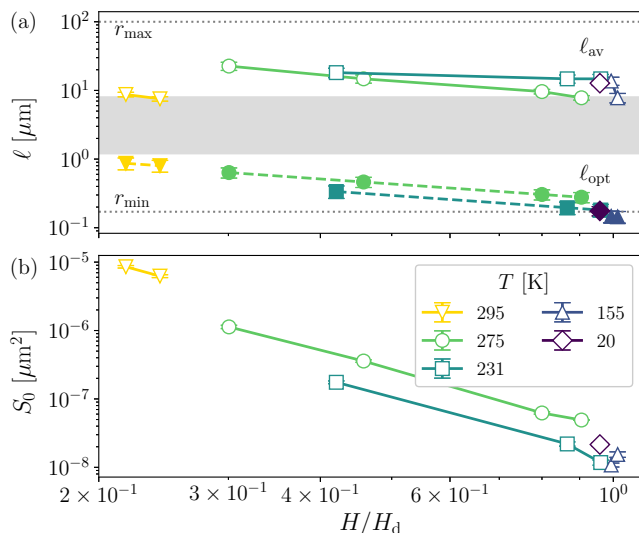 (a)
10²
10¹
10⁰
10⁻¹
ℓ [μm]
r_max
r_min
ℓ_av
ℓ_opt
(b)
10⁻⁵
10⁻⁶
10⁻⁷
10⁻⁸
S₀ [μm²]
T [K]
295
275
231
155
20
2 × 10⁻¹ 3 × 10⁻¹ 4 × 10⁻¹ 6 × 10⁻¹ 10⁰
H/H_d